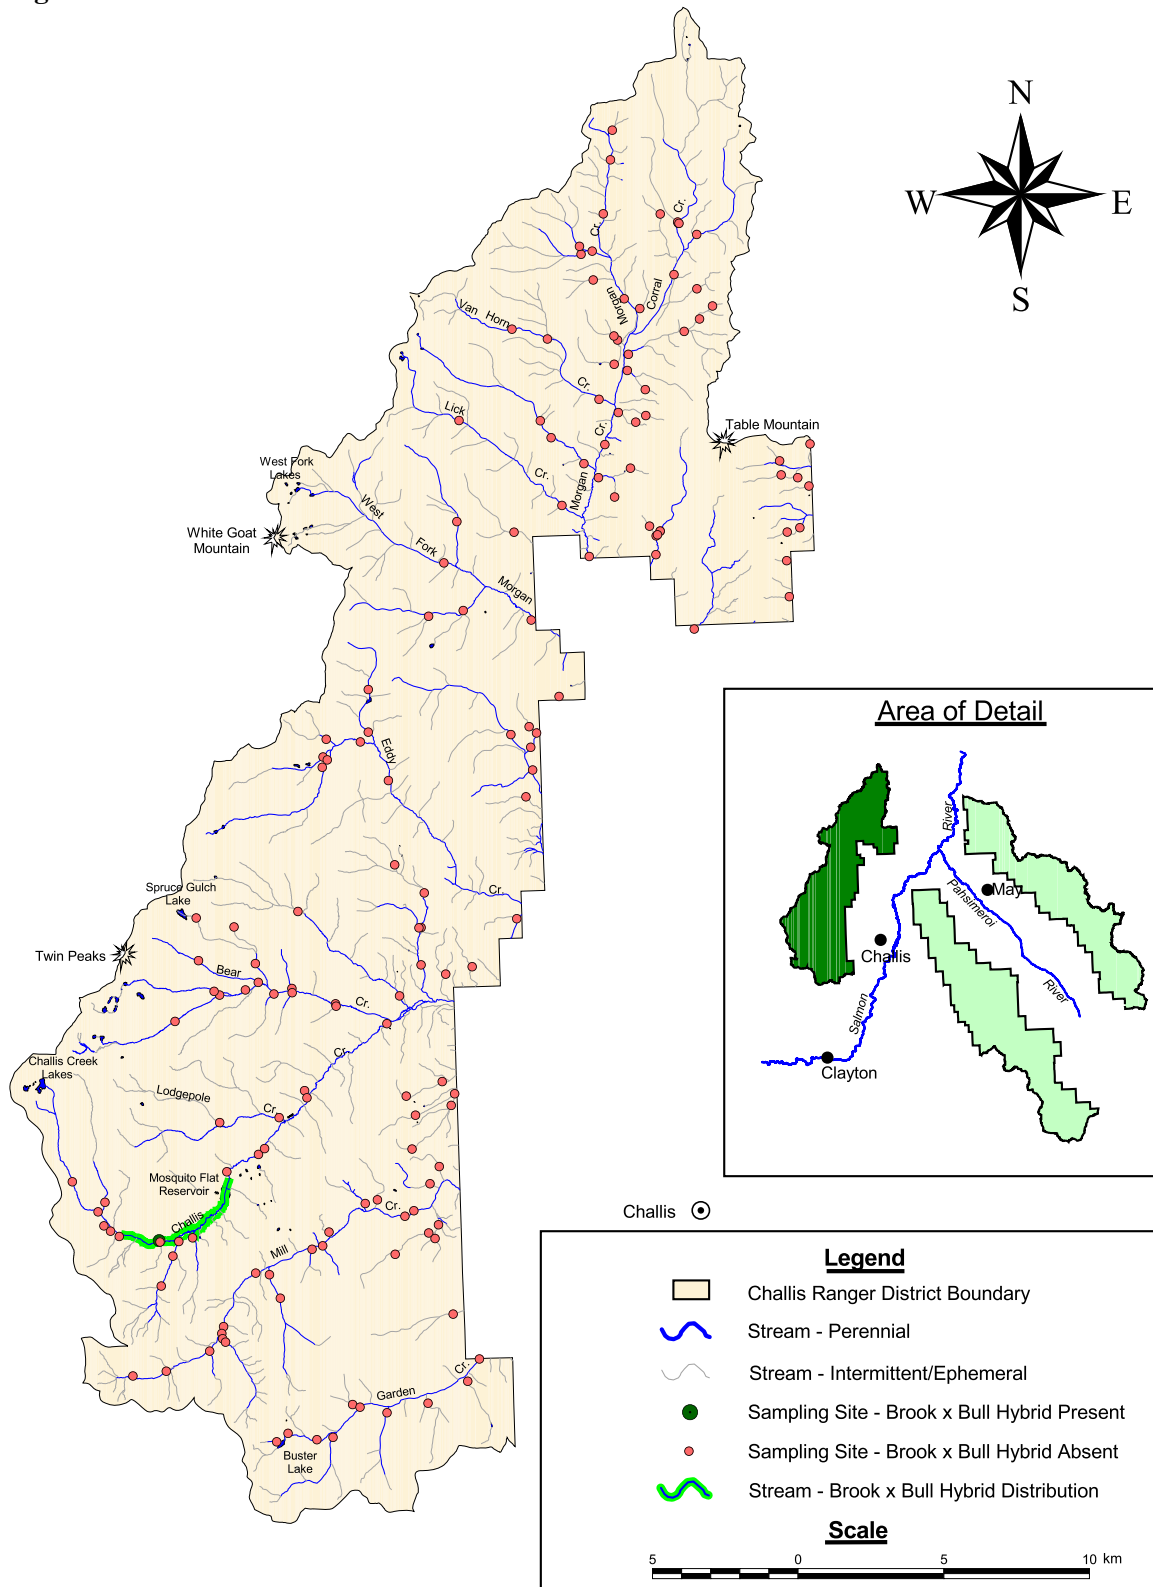 N
W
E
S
Cr.
Cr.
Morgan
Corral
Van Horn
Cr.
Lick
Cr.
Cr.
Morgan
Table Mountain
West Fork
Lakes
White Goat
Mountain
West
Fork
Morgan
Eddy
Cr.
Spruce Gulch
Lake
Twin Peaks
Bear
Cr.
Cr.
Challis Creek
Lakes
Lodgepole
Cr.
Mosquito Flat
Reservoir
Challis
Cr.
Mill
Garden
Cr.
Buster
Lake
Area of Detail
River
Pahsimeroi
May
Challis
River
Salmon
Clayton
Challis
Legend
Challis Ranger District Boundary
Stream - Perennial
Stream - Intermittent/Ephemeral
Sampling Site - Brook x Bull Hybrid Present
Sampling Site - Brook x Bull Hybrid Absent
Stream - Brook x Bull Hybrid Distribution
Scale
5 0 5 10 km